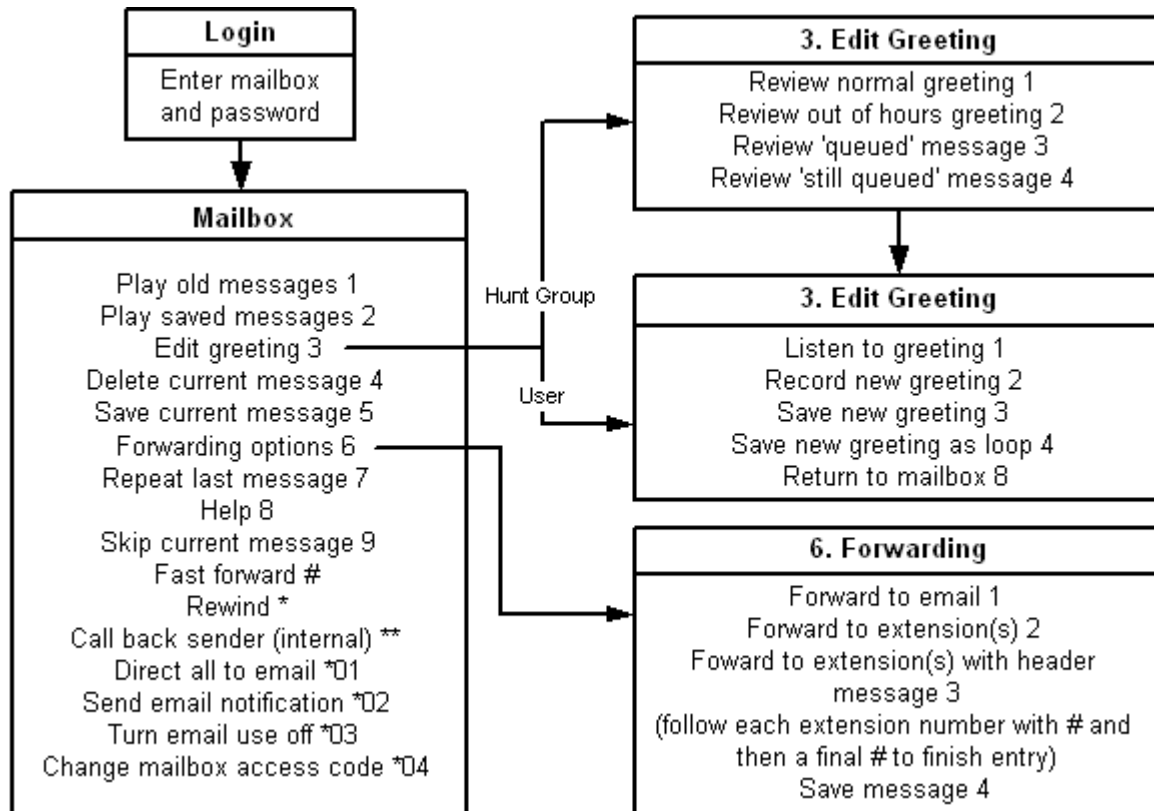 Login
Enter mailbox
and password
Mailbox
Play old messages 1
Play saved messages 2
Edit greeting 3
Delete current message 4
Save current message 5
Forwarding options 6
Repeat last message 7
Help 8
Skip current message 9
Fast forward #
Rewind *
Call back sender (internal) **
Direct all to email *01
Send email notification *02
Turn email use off *03
Change mailbox access code *04
Hunt Group
User
3. Edit Greeting
Review normal greeting 1
Review out of hours greeting 2
Review 'queued' message 3
Review 'still queued' message 4
3. Edit Greeting
Listen to greeting 1
Record new greeting 2
Save new greeting 3
Save new greeting as loop 4
Return to mailbox 8
6. Forwarding
Forward to email 1
Forward to extension(s) 2
Foward to extension(s) with header
message 3
(follow each extension number with # and
then a final # to finish entry)
Save message 4